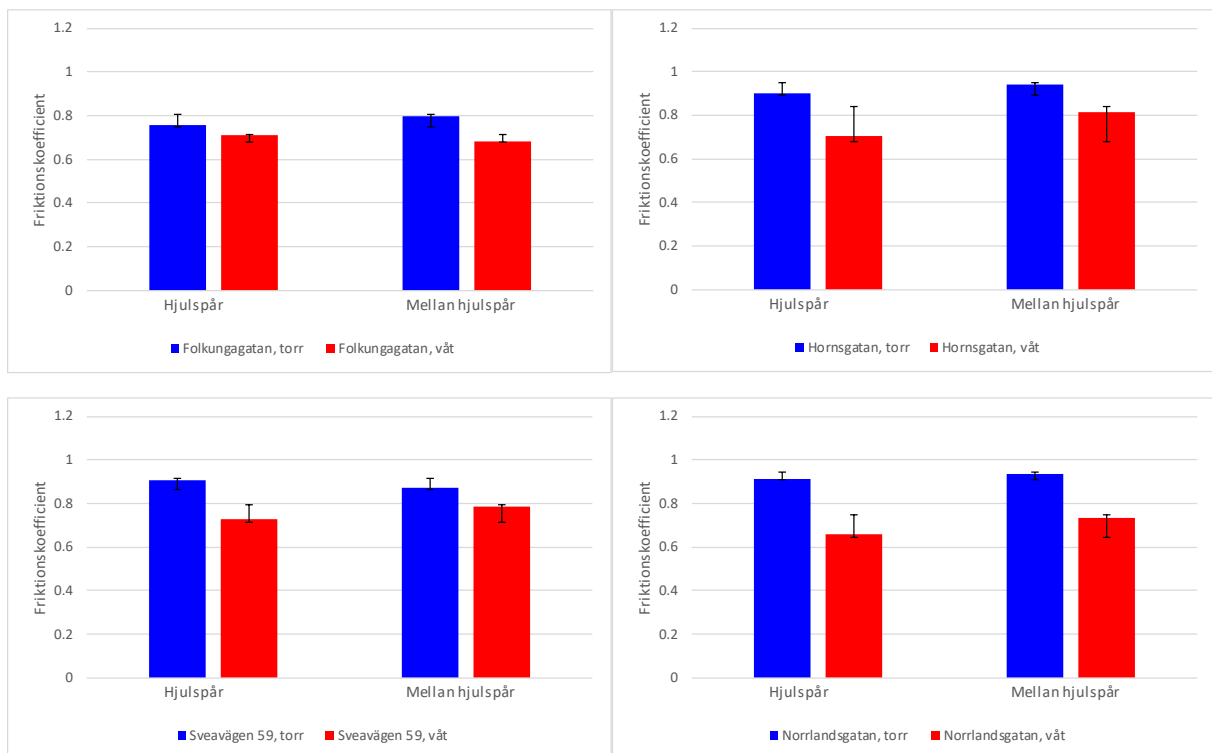 1.2
1
0.8
0.6
0.4
0.2
0
Friktionskoefficient
Hjulspår Mellan hjulspår
Folkungagatan, torr Folkungagatan, våt
1.2
1
0.8
0.6
0.4
0.2
0
Friktionskoefficient
Hjulspår Mellan hjulspår
Hornsgatan, torr Hornsgatan, våt
1.2
1
0.8
0.6
0.4
0.2
0
Friktionskoefficient
Hjulspår Mellan hjulspår
Sveavägen 59, torr Sveavägen 59, våt
1.2
1
0.8
0.6
0.4
0.2
0
Friktionskoefficient
Hjulspår Mellan hjulspår
Norrlandsgatan, torr Norrlandsgatan, våt